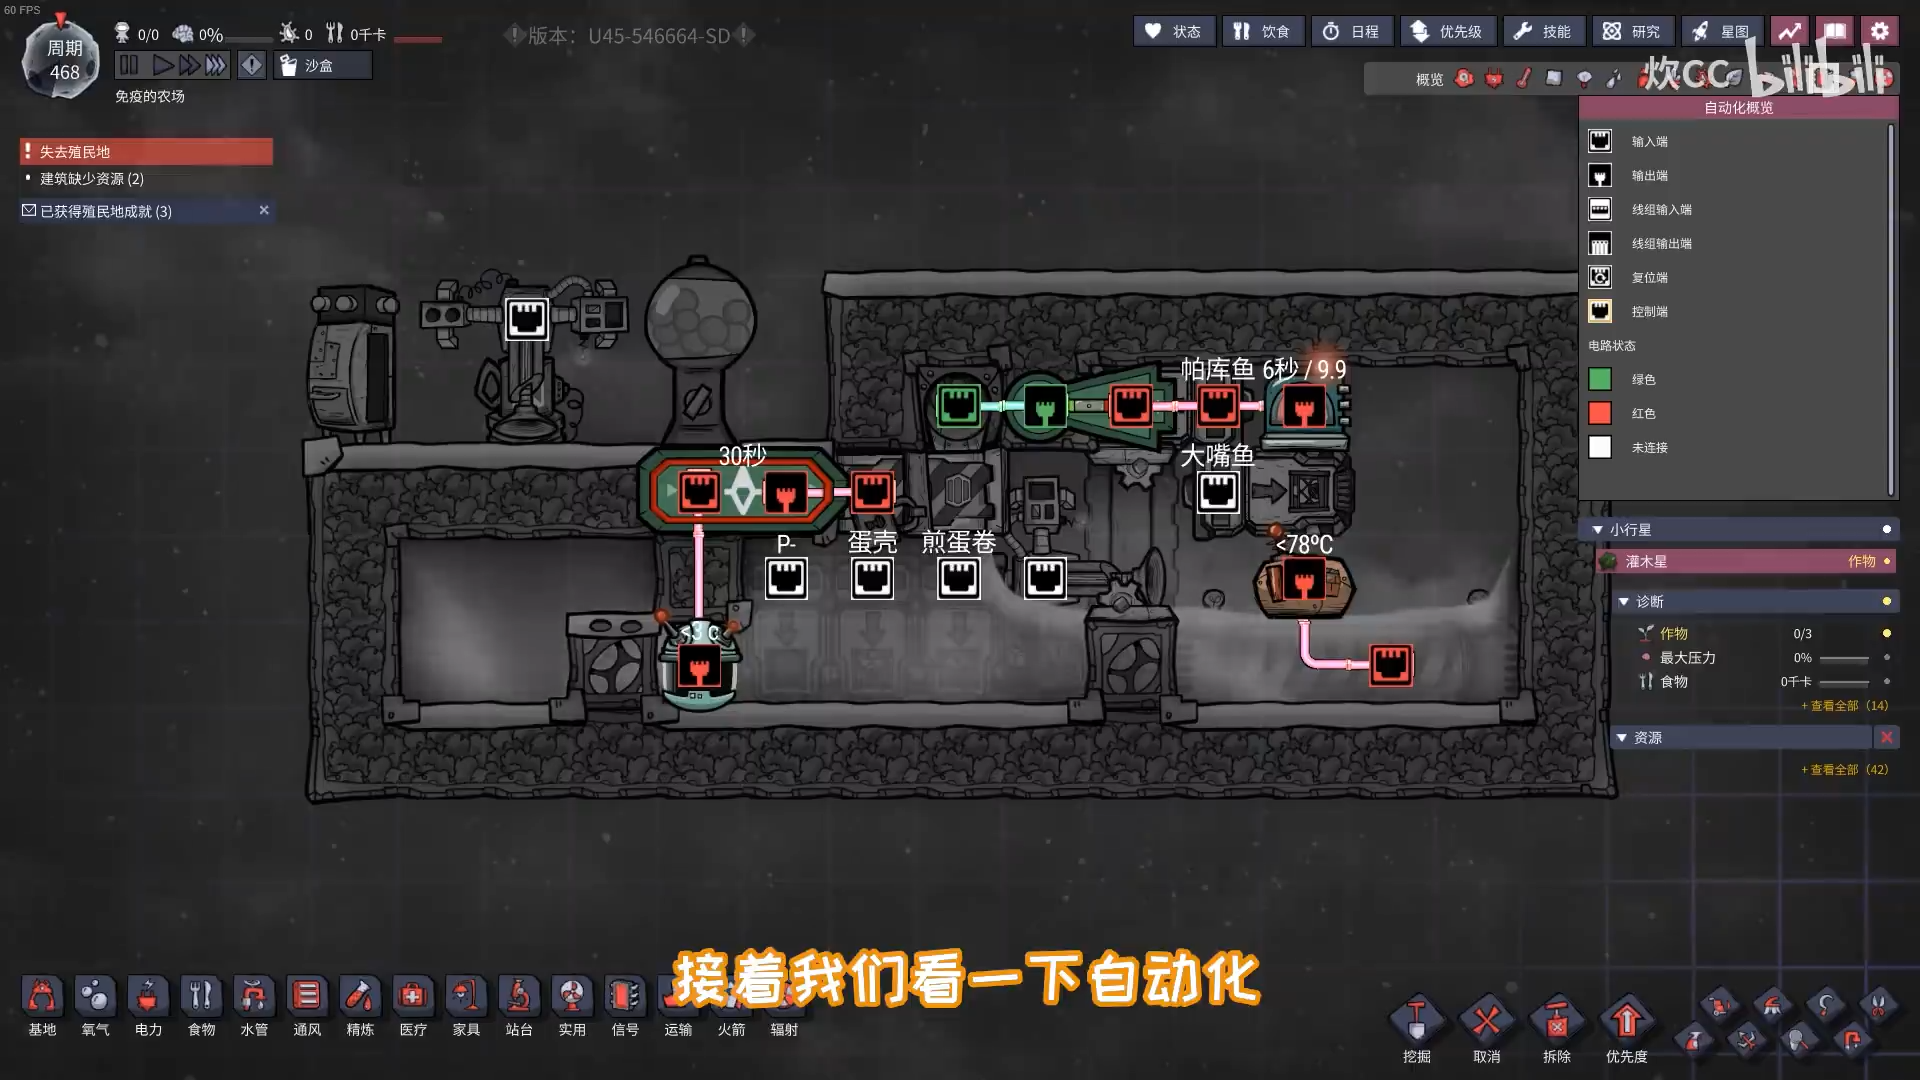 60 FPS
周期
468
0/0
0%
0
0千卡
版本：U45-546664-SD
沙盒
免疫的农场
状态
饮食
日程
优先级
技能
研究
星图
概览
炊CC
bilibili
失去殖民地
建筑缺少资源 (2)
已获得殖民地成就 (3)
自动化概览
输入端
输出端
线组输入端
线组输出端
复位端
控制端
电路状态
绿色
红色
未连接
帕库鱼 6秒 / 9.9
30秒
大嘴鱼
P-
蛋壳
煎蛋卷
<78ºC
小行星
灌木星
作物
诊断
作物
0/3
最大压力
0%
食物
0千卡
+ 查看全部（14）
资源
+ 查看全部（42）
接着我们看一下自动化
基地
氧气
电力
食物
水管
通风
精炼
医疗
家具
站台
实用
信号
运输
火箭
辐射
挖掘
取消
拆除
优先度